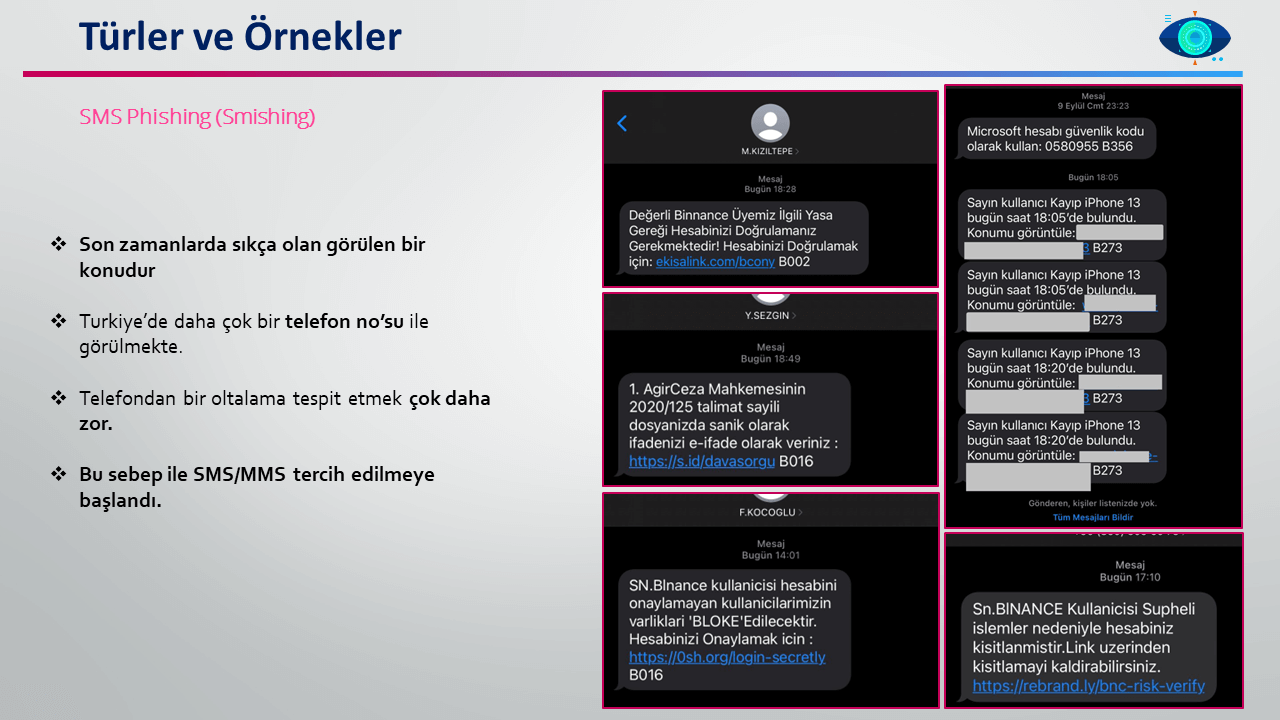 Türler ve Örnekler
SMS Phishing (Smishing)
❖ Son zamanlarda sıkça olan görülen bir
konudur
❖ Turkiye’de daha çok bir telefon no’su ile
görülmekte.
❖ Telefondan bir oltalama tespit etmek çok daha
zor.
❖ Bu sebep ile SMS/MMS tercih edilmeye
başlandı.
M.KIZILTEPE
Mesaj
Bugün 18:28
Değerli Binnance Üyemiz İlgili Yasa
Gereği Hesabinizi Doğrulamanız
Gerekmektedir! Hesabinizi Doğrulamak
için: ekisalink.com/bcony B002
Y.SEZGIN
Mesaj
Bugün 18:49
1. AgirCeza Mahkemesinin
2020/125 talimat sayili
dosyanizda sanik olarak
ifadenizi e-ifade olarak veriniz :
https://s.id/davasorgu B016
F.KOCOGLU
Mesaj
Bugün 14:01
SN.BInance kullanicisi hesabini
onaylamayan kullanicilarimizin
varliklari 'BLOKE'Edilecektir.
Hesabinizi Onaylamak icin :
https://0sh.org/login-secretly
B016
Mesaj
9 Eylül Cmt 23:23
Microsoft hesabı güvenlik kodu
olarak kullan: 0580955 B356
Bugün 18:05
Sayın kullanıcı Kayıp iPhone 13
bugün saat 18:05’de bulundu.
Konumu görüntüle:
3 B273
Sayın kullanıcı Kayıp iPhone 13
bugün saat 18:05’de bulundu.
Konumu görüntüle:
B273
Sayın kullanıcı Kayıp iPhone 13
bugün saat 18:20’de bulundu.
Konumu görüntüle:
3 B273
Sayın kullanıcı Kayıp iPhone 13
bugün saat 18:20’de bulundu.
Konumu görüntüle:
B273
Gönderen, kişiler listenizde yok.
Tüm Mesajları Bildir
Mesaj
Bugün 17:10
Sn.BINANCE Kullanicisi Supheli
islemler nedeniyle hesabiniz
kisitlanmistir.Link uzerinden
kisitlamayi kaldirabilirsiniz.
https://rebrand.ly/bnc-risk-verify